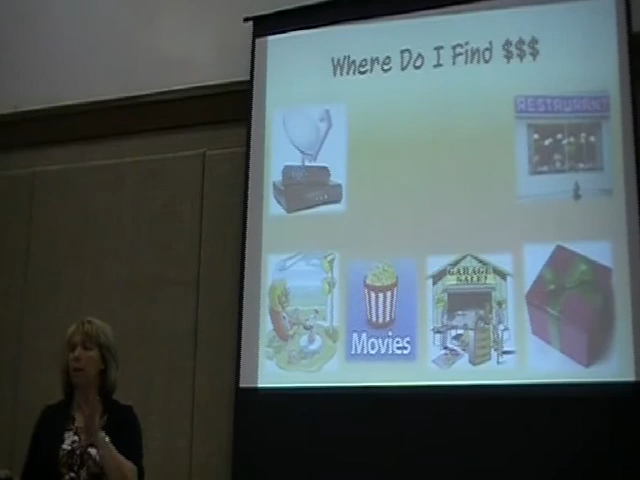 Where Do I Find $$$
RESTAURANT
Movies
GARAGE
SALE!